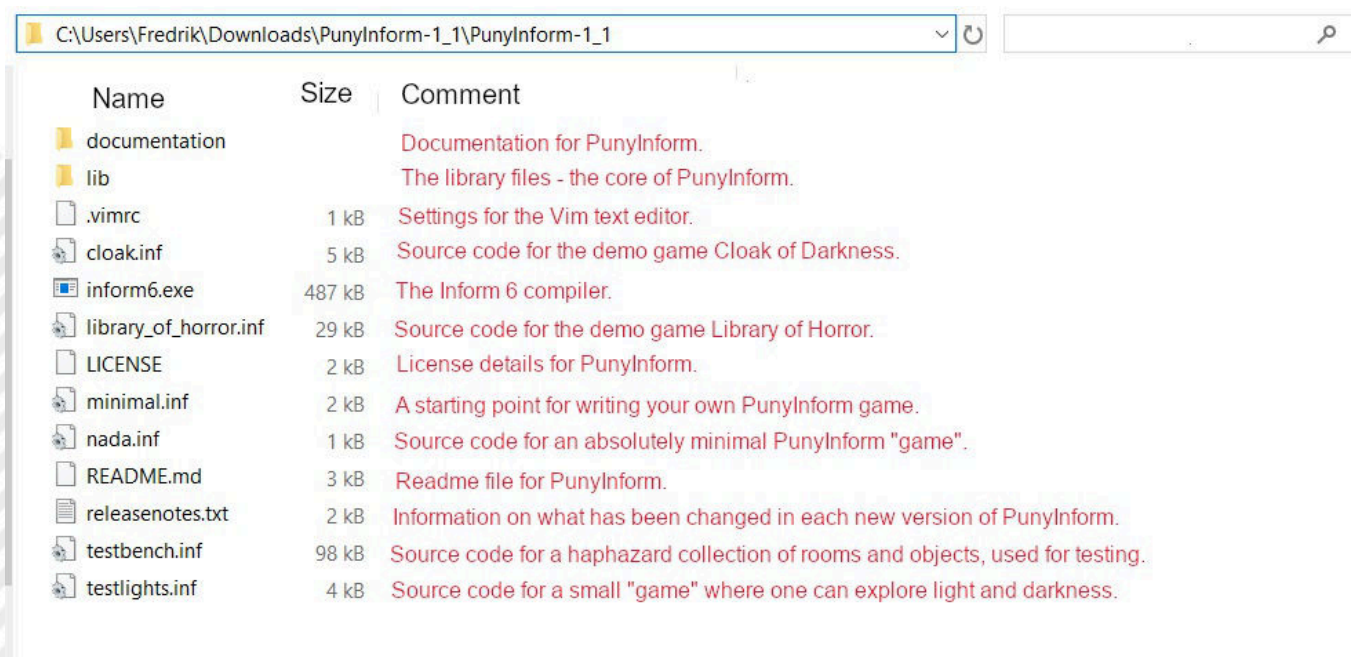 C:\Users\Fredrik\Downloads\PunyInform-1_1\PunyInform-1_1
Name Size Comment
documentation Documentation for PunyInform.
lib The library files - the core of PunyInform.
.vimrc 1 kB Settings for the Vim text editor.
cloak.inf 5 kB Source code for the demo game Cloak of Darkness.
inform6.exe 487 kB The Inform 6 compiler.
library_of_horror.inf 29 kB Source code for the demo game Library of Horror.
LICENSE 2 kB License details for PunyInform.
minimal.inf 2 kB A starting point for writing your own PunyInform game.
nada.inf 1 kB Source code for an absolutely minimal PunyInform "game".
README.md 3 kB Readme file for PunyInform.
releasenotes.txt 2 kB Information on what has been changed in each new version of PunyInform.
testbench.inf 98 kB Source code for a haphazard collection of rooms and objects, used for testing.
testlights.inf 4 kB Source code for a small "game" where one can explore light and darkness.